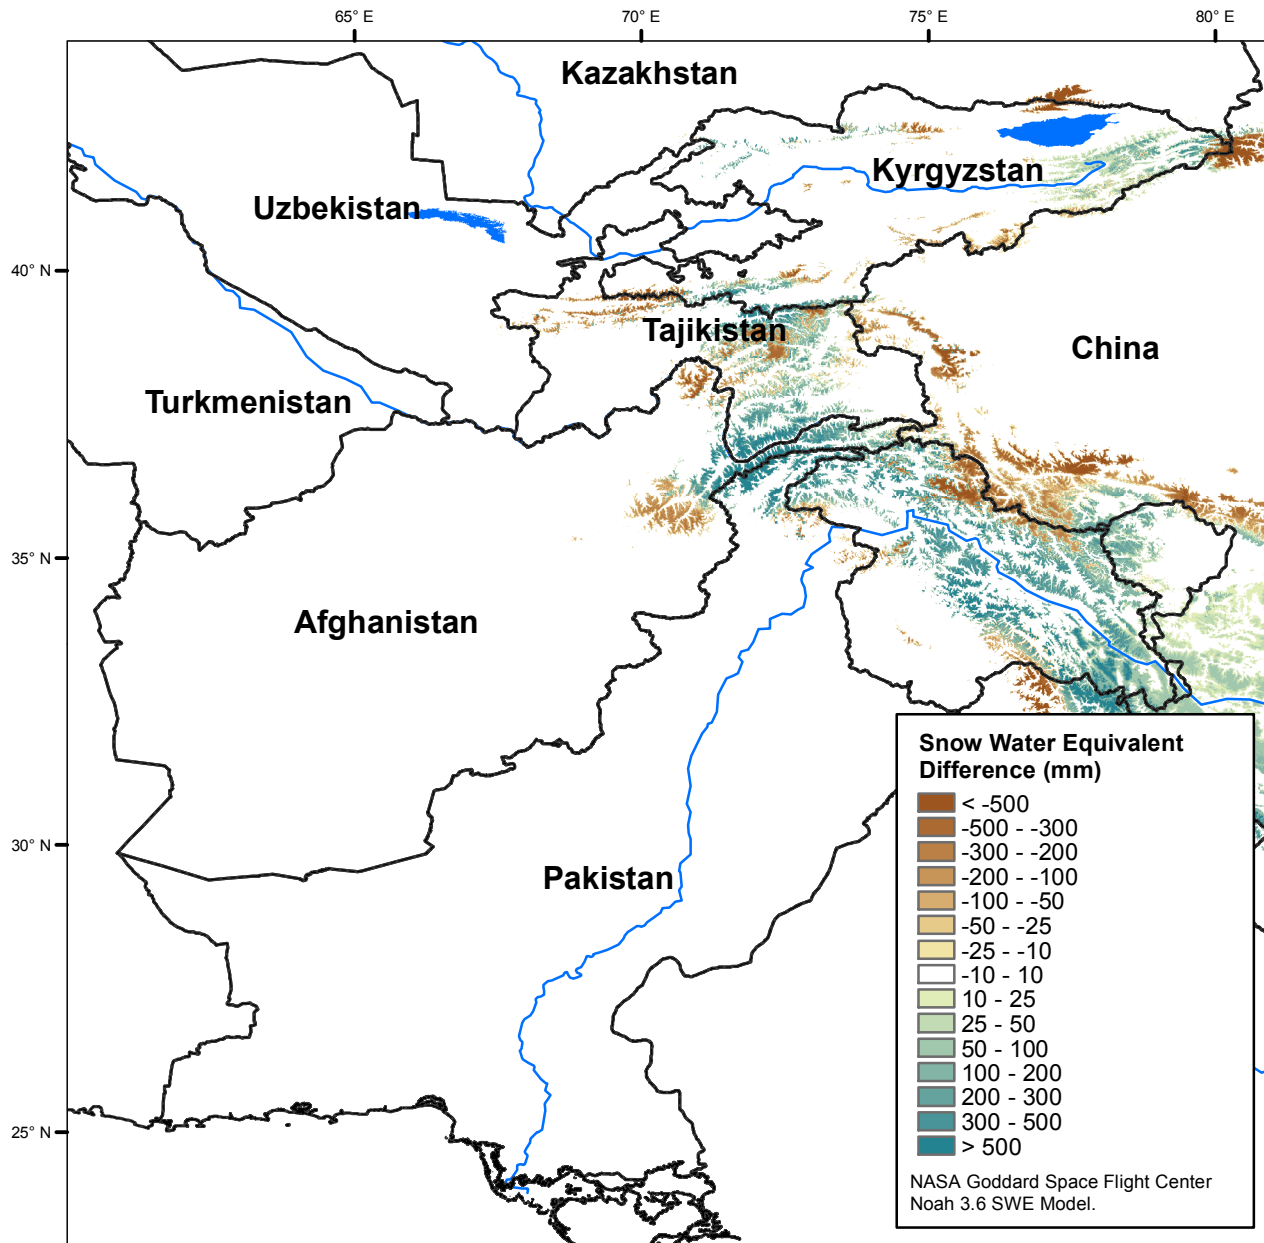 65° E
70° E
75° E
80° E
Kazakhstan
Kyrgyzstan
Uzbekistan
40° N
Tajikistan
China
Turkmenistan
35° N
Afghanistan
30° N
Pakistan
25° N
Snow Water Equivalent
Difference (mm)
< -500
-500 - -300
-300 - -200
-200 - -100
-100 - -50
-50 - -25
-25 - -10
-10 - 10
10 - 25
25 - 50
50 - 100
100 - 200
200 - 300
300 - 500
> 500
NASA Goddard Space Flight Center
Noah 3.6 SWE Model.